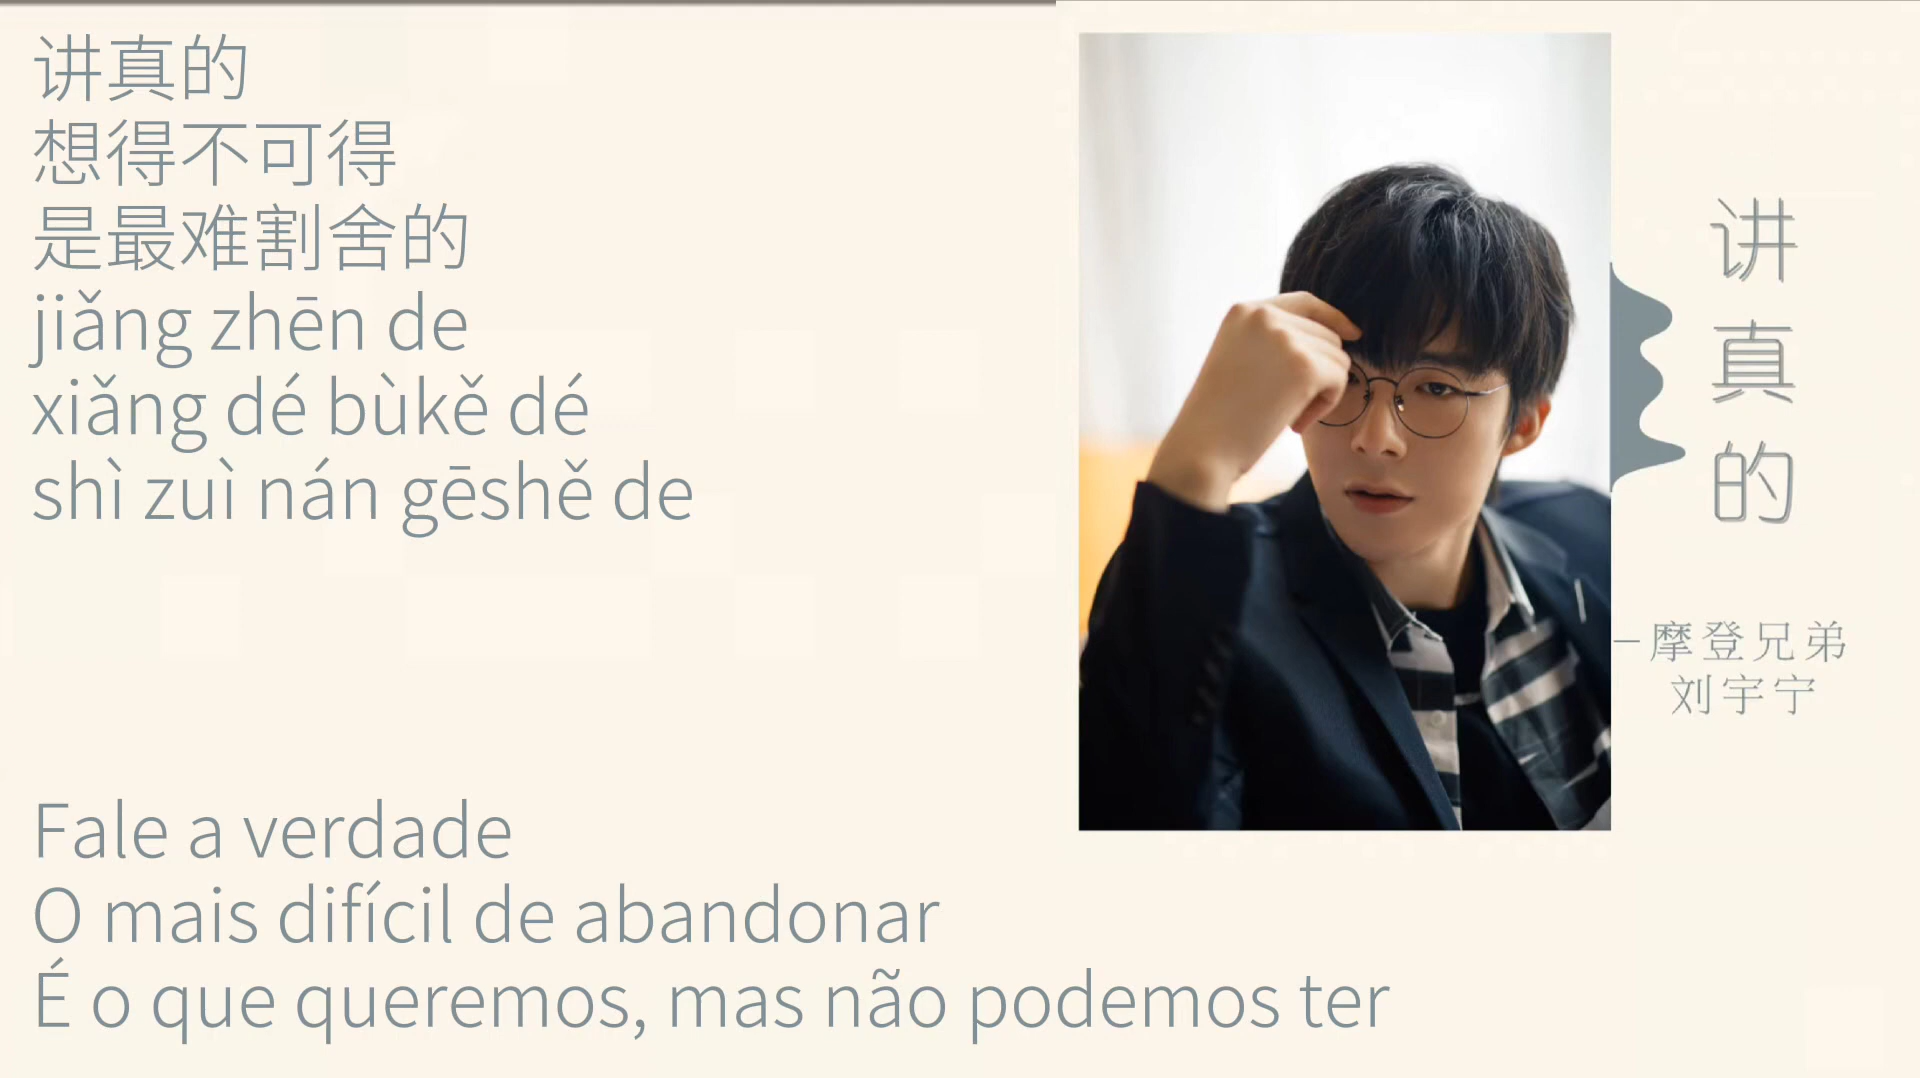 讲真的
想得不可得
是最难割舍的
jiǎng zhēn de
xiǎng dé bùkě dé
shì zuì nán gēshě de
Fale a verdade
O mais difícil de abandonar
É o que queremos, mas não podemos ter
讲真的
–摩登兄弟
刘宇宁